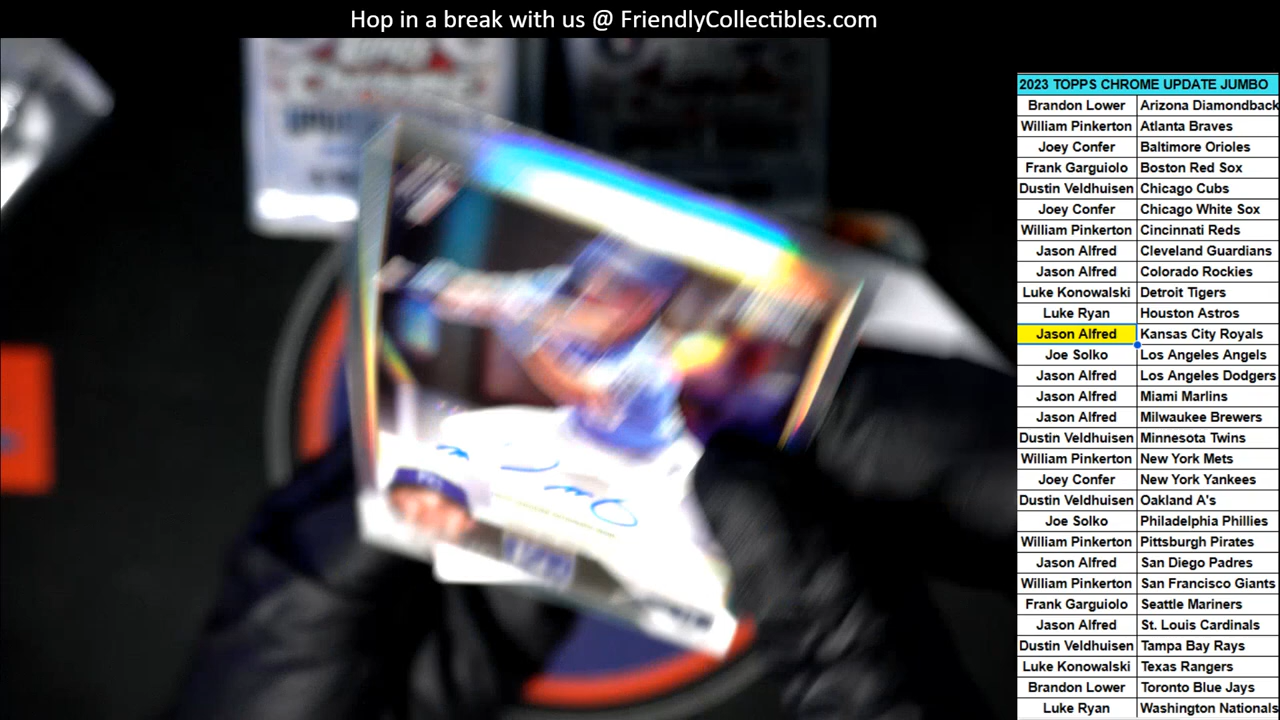 Hop in a break with us @ FriendlyCollectibles.com
2023 TOPPS CHROME UPDATE JUMBO
Brandon Lower Arizona Diamondback
William Pinkerton Atlanta Braves
Joey Confer Baltimore Orioles
Frank Garguiolo Boston Red Sox
Dustin Veldhuisen Chicago Cubs
Joey Confer Chicago White Sox
William Pinkerton Cincinnati Reds
Jason Alfred Cleveland Guardians
Jason Alfred Colorado Rockies
Luke Konowalski Detroit Tigers
Luke Ryan Houston Astros
Jason Alfred Kansas City Royals
Joe Solko Los Angeles Angels
Jason Alfred Los Angeles Dodgers
Jason Alfred Miami Marlins
Jason Alfred Milwaukee Brewers
Dustin Veldhuisen Minnesota Twins
William Pinkerton New York Mets
Joey Confer New York Yankees
Dustin Veldhuisen Oakland A's
Joe Solko Philadelphia Phillies
William Pinkerton Pittsburgh Pirates
Jason Alfred San Diego Padres
William Pinkerton San Francisco Giants
Frank Garguiolo Seattle Mariners
Jason Alfred St. Louis Cardinals
Dustin Veldhuisen Tampa Bay Rays
Luke Konowalski Texas Rangers
Brandon Lower Toronto Blue Jays
Luke Ryan Washington Nationals